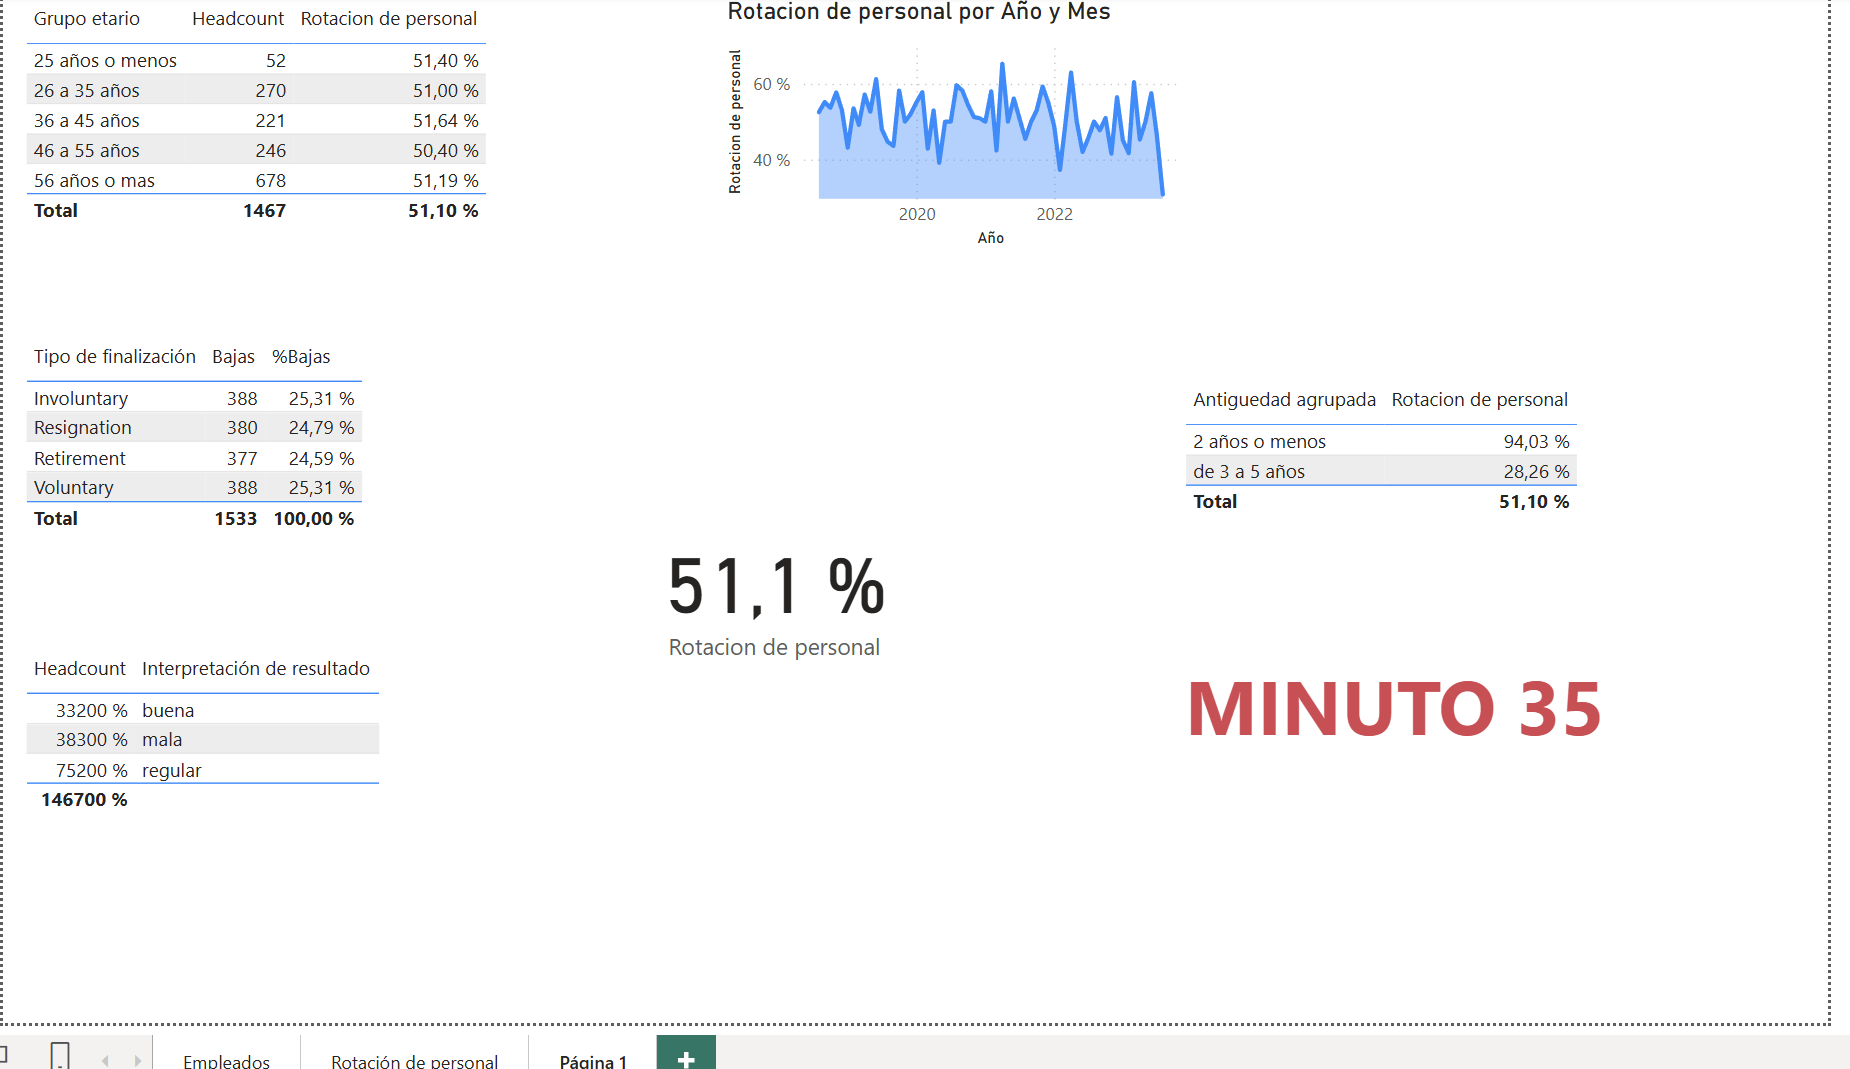 Grupo etario Headcount Rotacion de personal
25 años o menos 52 51,40 %
26 a 35 años 270 51,00 %
36 a 45 años 221 51,64 %
46 a 55 años 246 50,40 %
56 años o mas 678 51,19 %
Total 1467 51,10 %
Rotacion de personal por Año y Mes
Rotacion de personal
60 %
40 %
2020 2022
Año
Tipo de finalización Bajas %Bajas
Involuntary 388 25,31 %
Resignation 380 24,79 %
Retirement 377 24,59 %
Voluntary 388 25,31 %
Total 1533 100,00 %
Antiguedad agrupada Rotacion de personal
2 años o menos 94,03 %
de 3 a 5 años 28,26 %
Total 51,10 %
51,1 %
Rotacion de personal
Headcount Interpretación de resultado
33200 % buena
38300 % mala
75200 % regular
146700 %
MINUTO 35
Empleados Rotación de personal Página 1 +